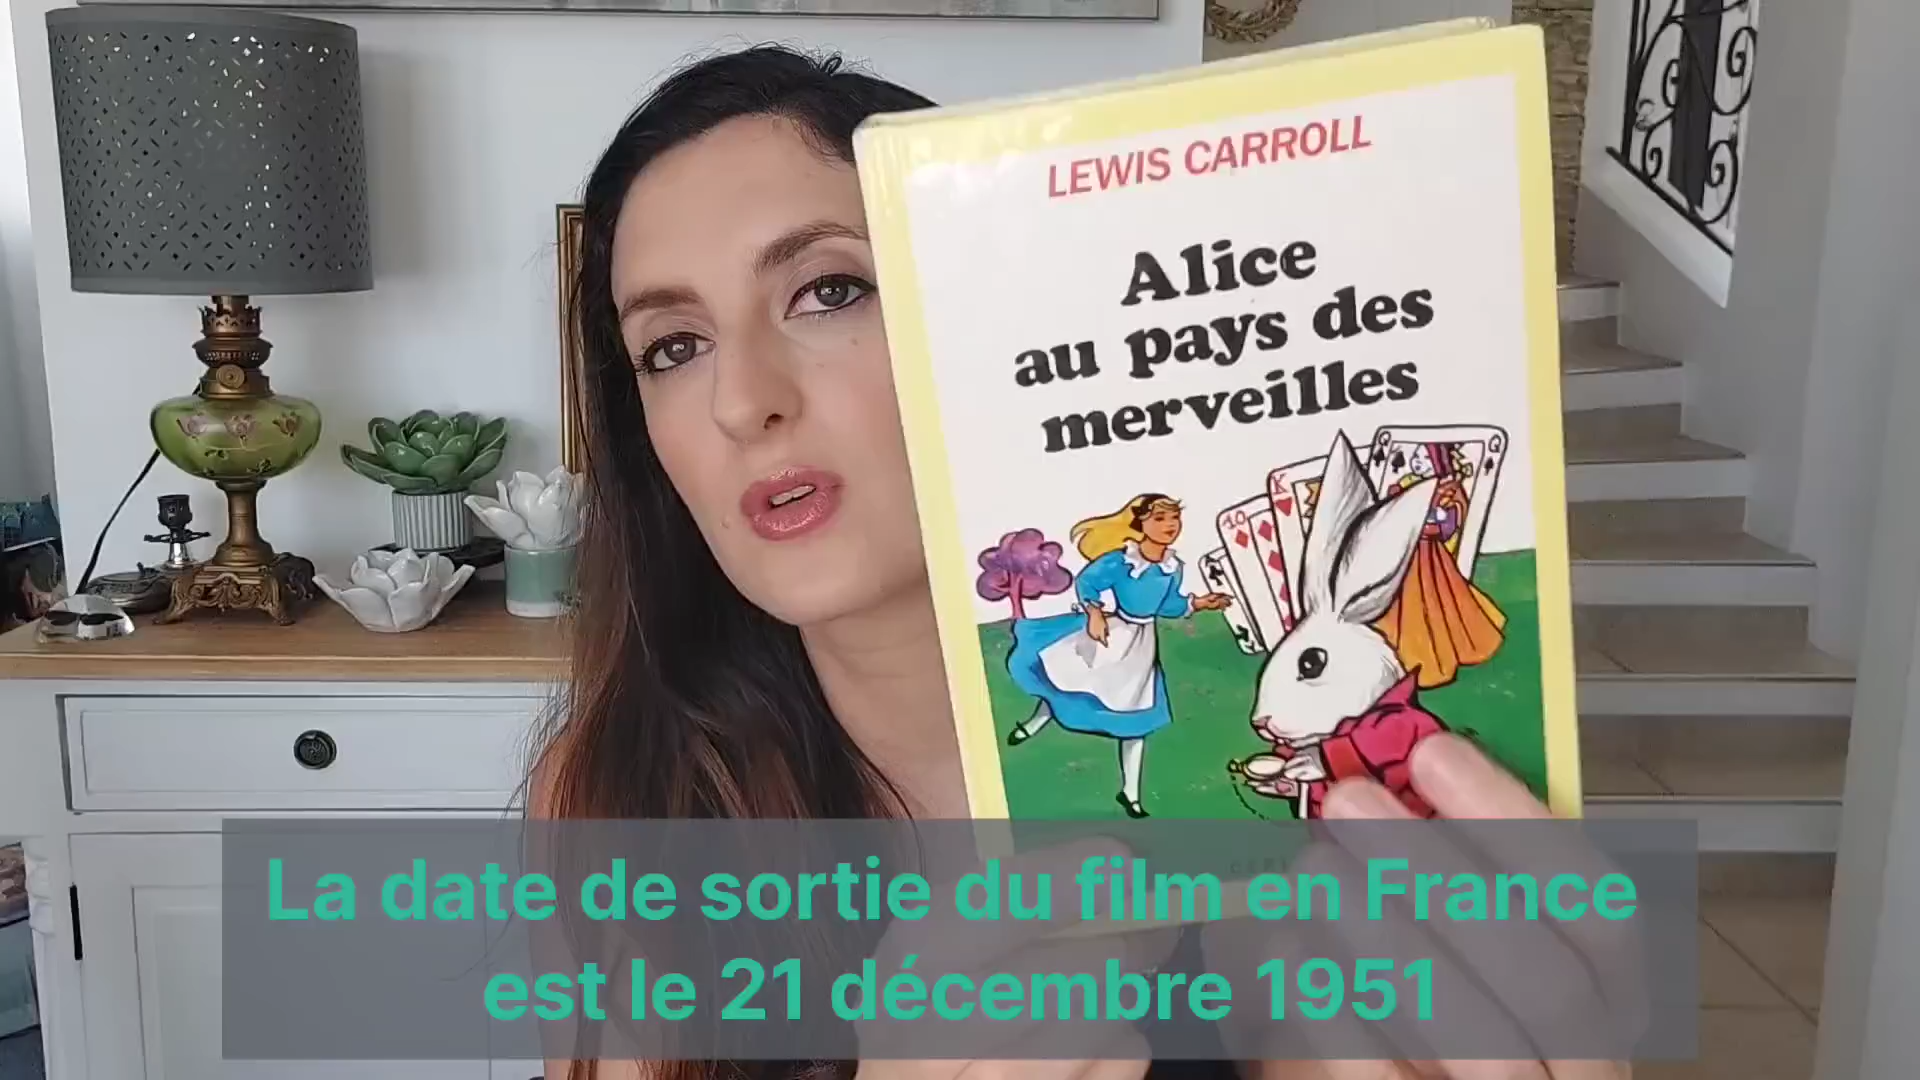 LEWIS CARROLL
Alice
au pays des
merveilles
Q
K
10
La date de sortie du film en France
est le 21 décembre 1951